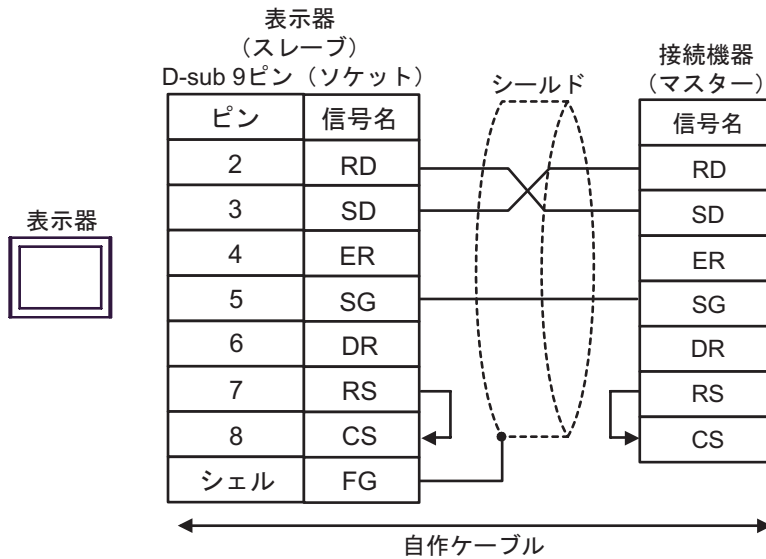 表示器
（スレーブ）
D-sub 9ピン（ソケット）
シールド
接続機器
（マスター）
表示器
ピン 信号名
2 RD
3 SD
4 ER
5 SG
6 DR
7 RS
8 CS
シェル FG
信号名
RD
SD
ER
SG
DR
RS
CS
自作ケーブル